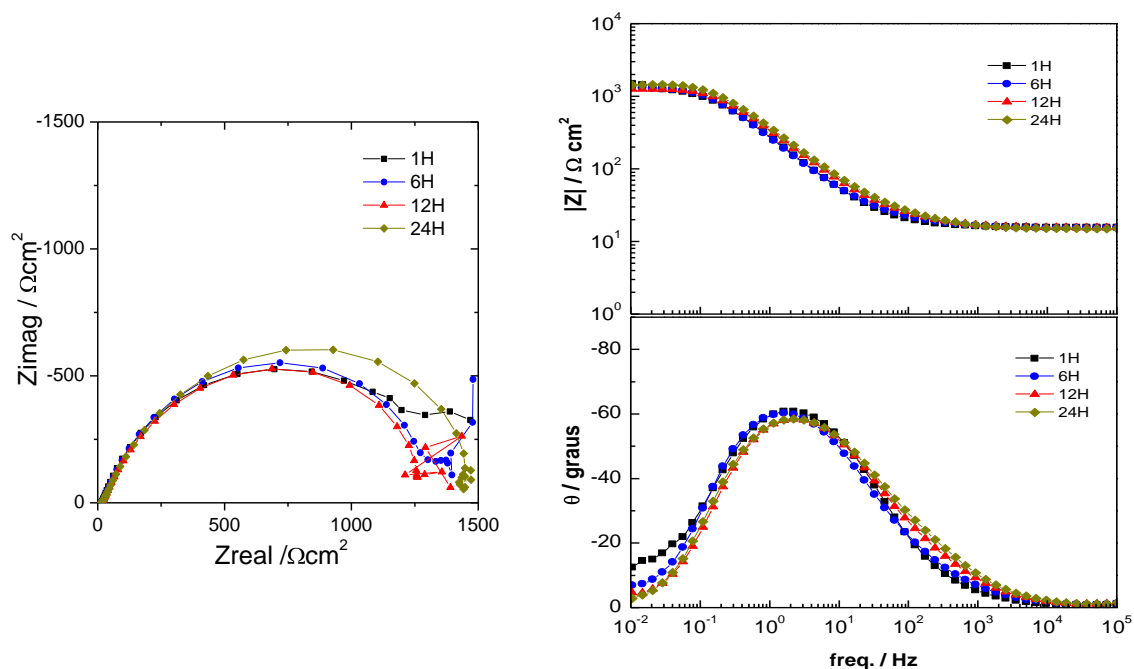 -1500
-1000
-500
0
0
500
1000
1500
Zimag / Ωcm²
Zreal /Ωcm²
1H
6H
12H
24H
10⁴
10³
10²
10¹
10⁰
|Z| / Ω cm²
1H
6H
12H
24H
-80
-60
-40
-20
0
θ / graus
1H
6H
12H
24H
10⁻² 10⁻¹ 10⁰ 10¹ 10² 10³ 10⁴ 10⁵
freq. / Hz